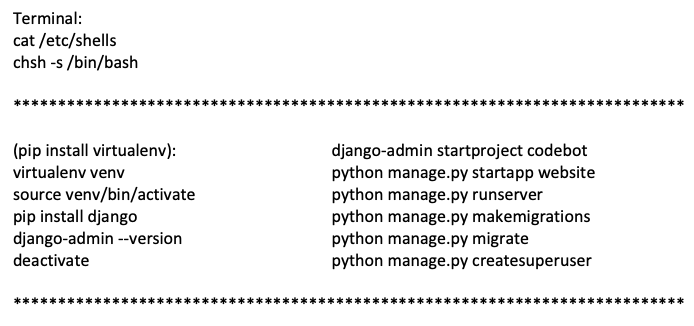 Terminal:
cat /etc/shells
chsh -s /bin/bash
*****************************************************************************
(pip install virtualenv):
virtualenv venv
source venv/bin/activate
pip install django
django-admin --version
deactivate
django-admin startproject codebot
python manage.py startapp website
python manage.py runserver
python manage.py makemigrations
python manage.py migrate
python manage.py createsuperuser
*****************************************************************************